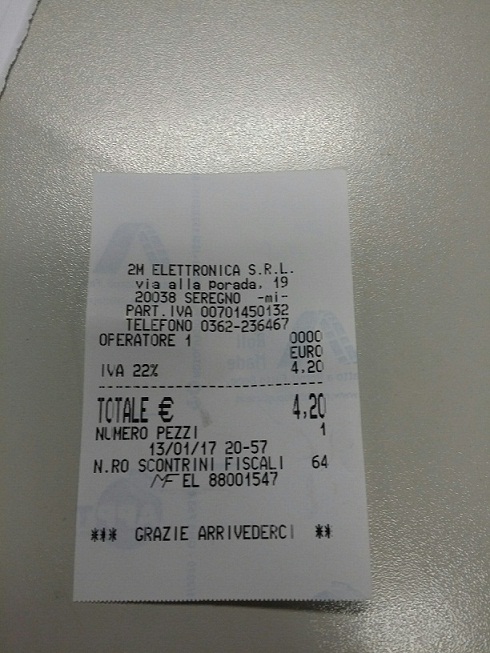 2M ELETTRONICA S.R.L.
via alla porada, 19
20038 SEREGNO -mi-
PART.IVA 00701450132
TELEFONO 0362-236467
OPERATORE 1 0000
EURO
IVA 22% 4,20
TOTALE € 4,20
NUMERO PEZZI 1
13/01/17 20-57
N.RO SCONTRINI FISCALI 64
MF EL 88001547
*** GRAZIE ARRIVEDERCI **